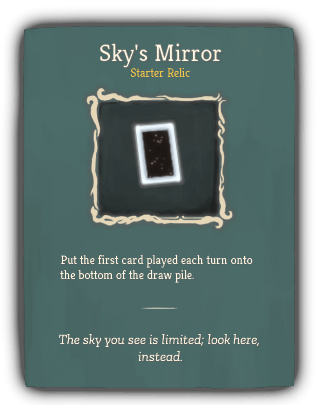 Sky's Mirror
Starter Relic
Put the first card played each turn onto
the bottom of the draw pile.
The sky you see is limited; look here,
instead.